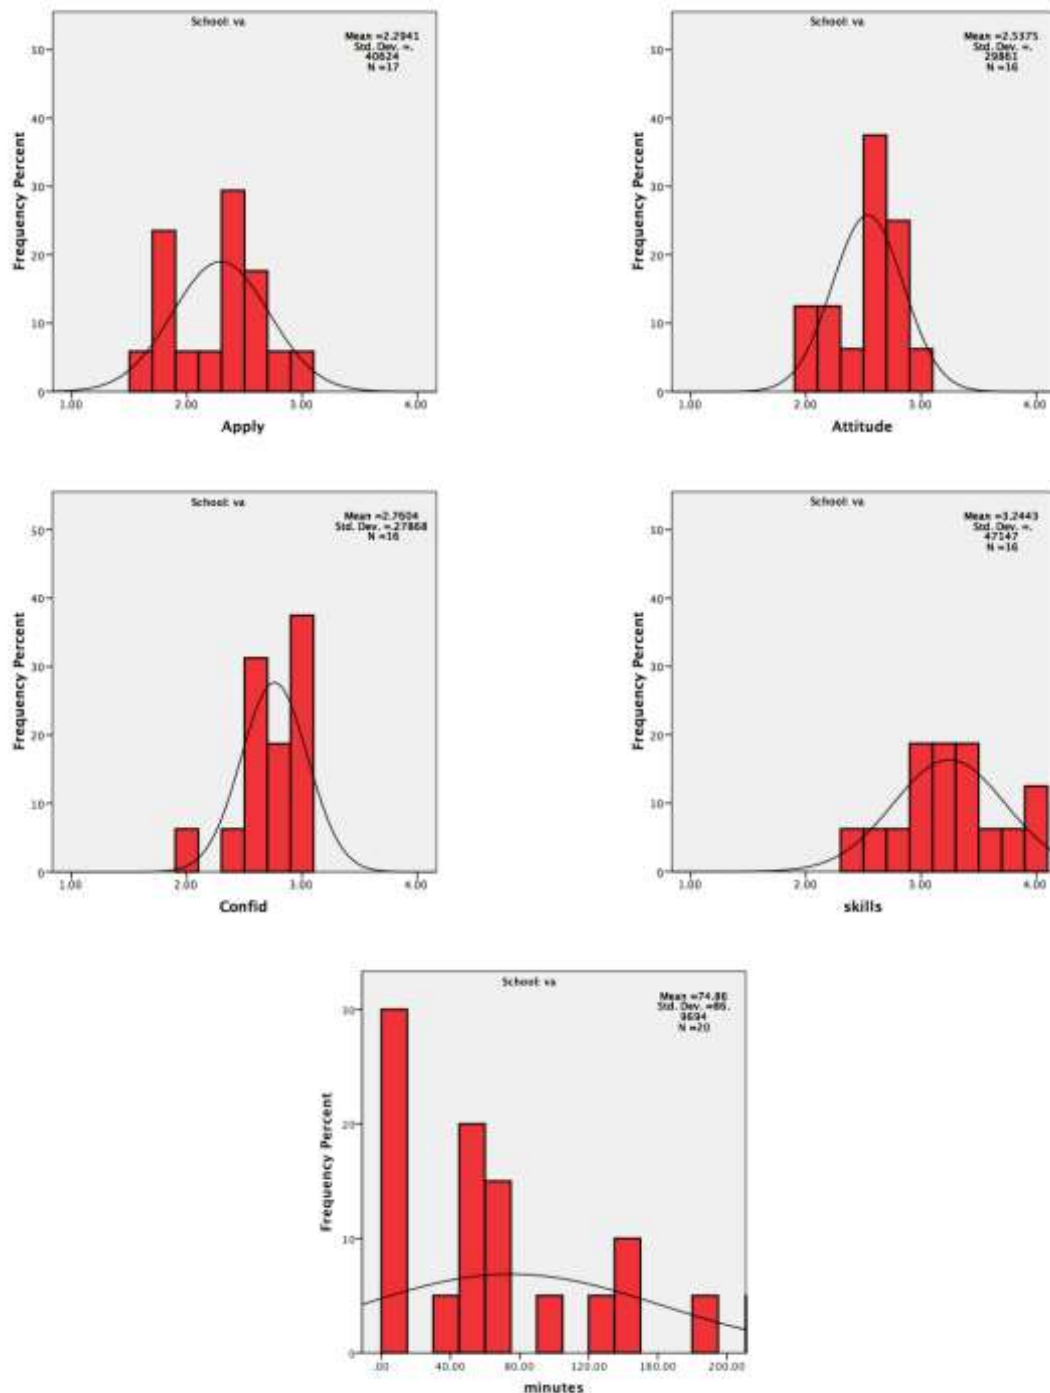 School: va
Mean =2.2941
Std. Dev. =.
40624
N =17
Frequency Percent
50
40
30
20
10
0
1.00 2.00 3.00 4.00
Apply
School: va
Mean =2.5375
Std. Dev. =.
29861
N =16
Frequency Percent
50
40
30
20
10
0
1.00 2.00 3.00 4.00
Attitude
School: va
Mean =2.7604
Std. Dev. =.27868
N =16
Frequency Percent
50
40
30
20
10
0
1.00 2.00 3.00 4.00
Confid
School: va
Mean =3.2443
Std. Dev. =.
47147
N =16
Frequency Percent
50
40
30
20
10
0
1.00 2.00 3.00 4.00
skills
School: va
Mean =74.86
Std. Dev. =86.
9694
N =20
Frequency Percent
30
20
10
0
.00 40.00 80.00 120.00 160.00 200.00
minutes